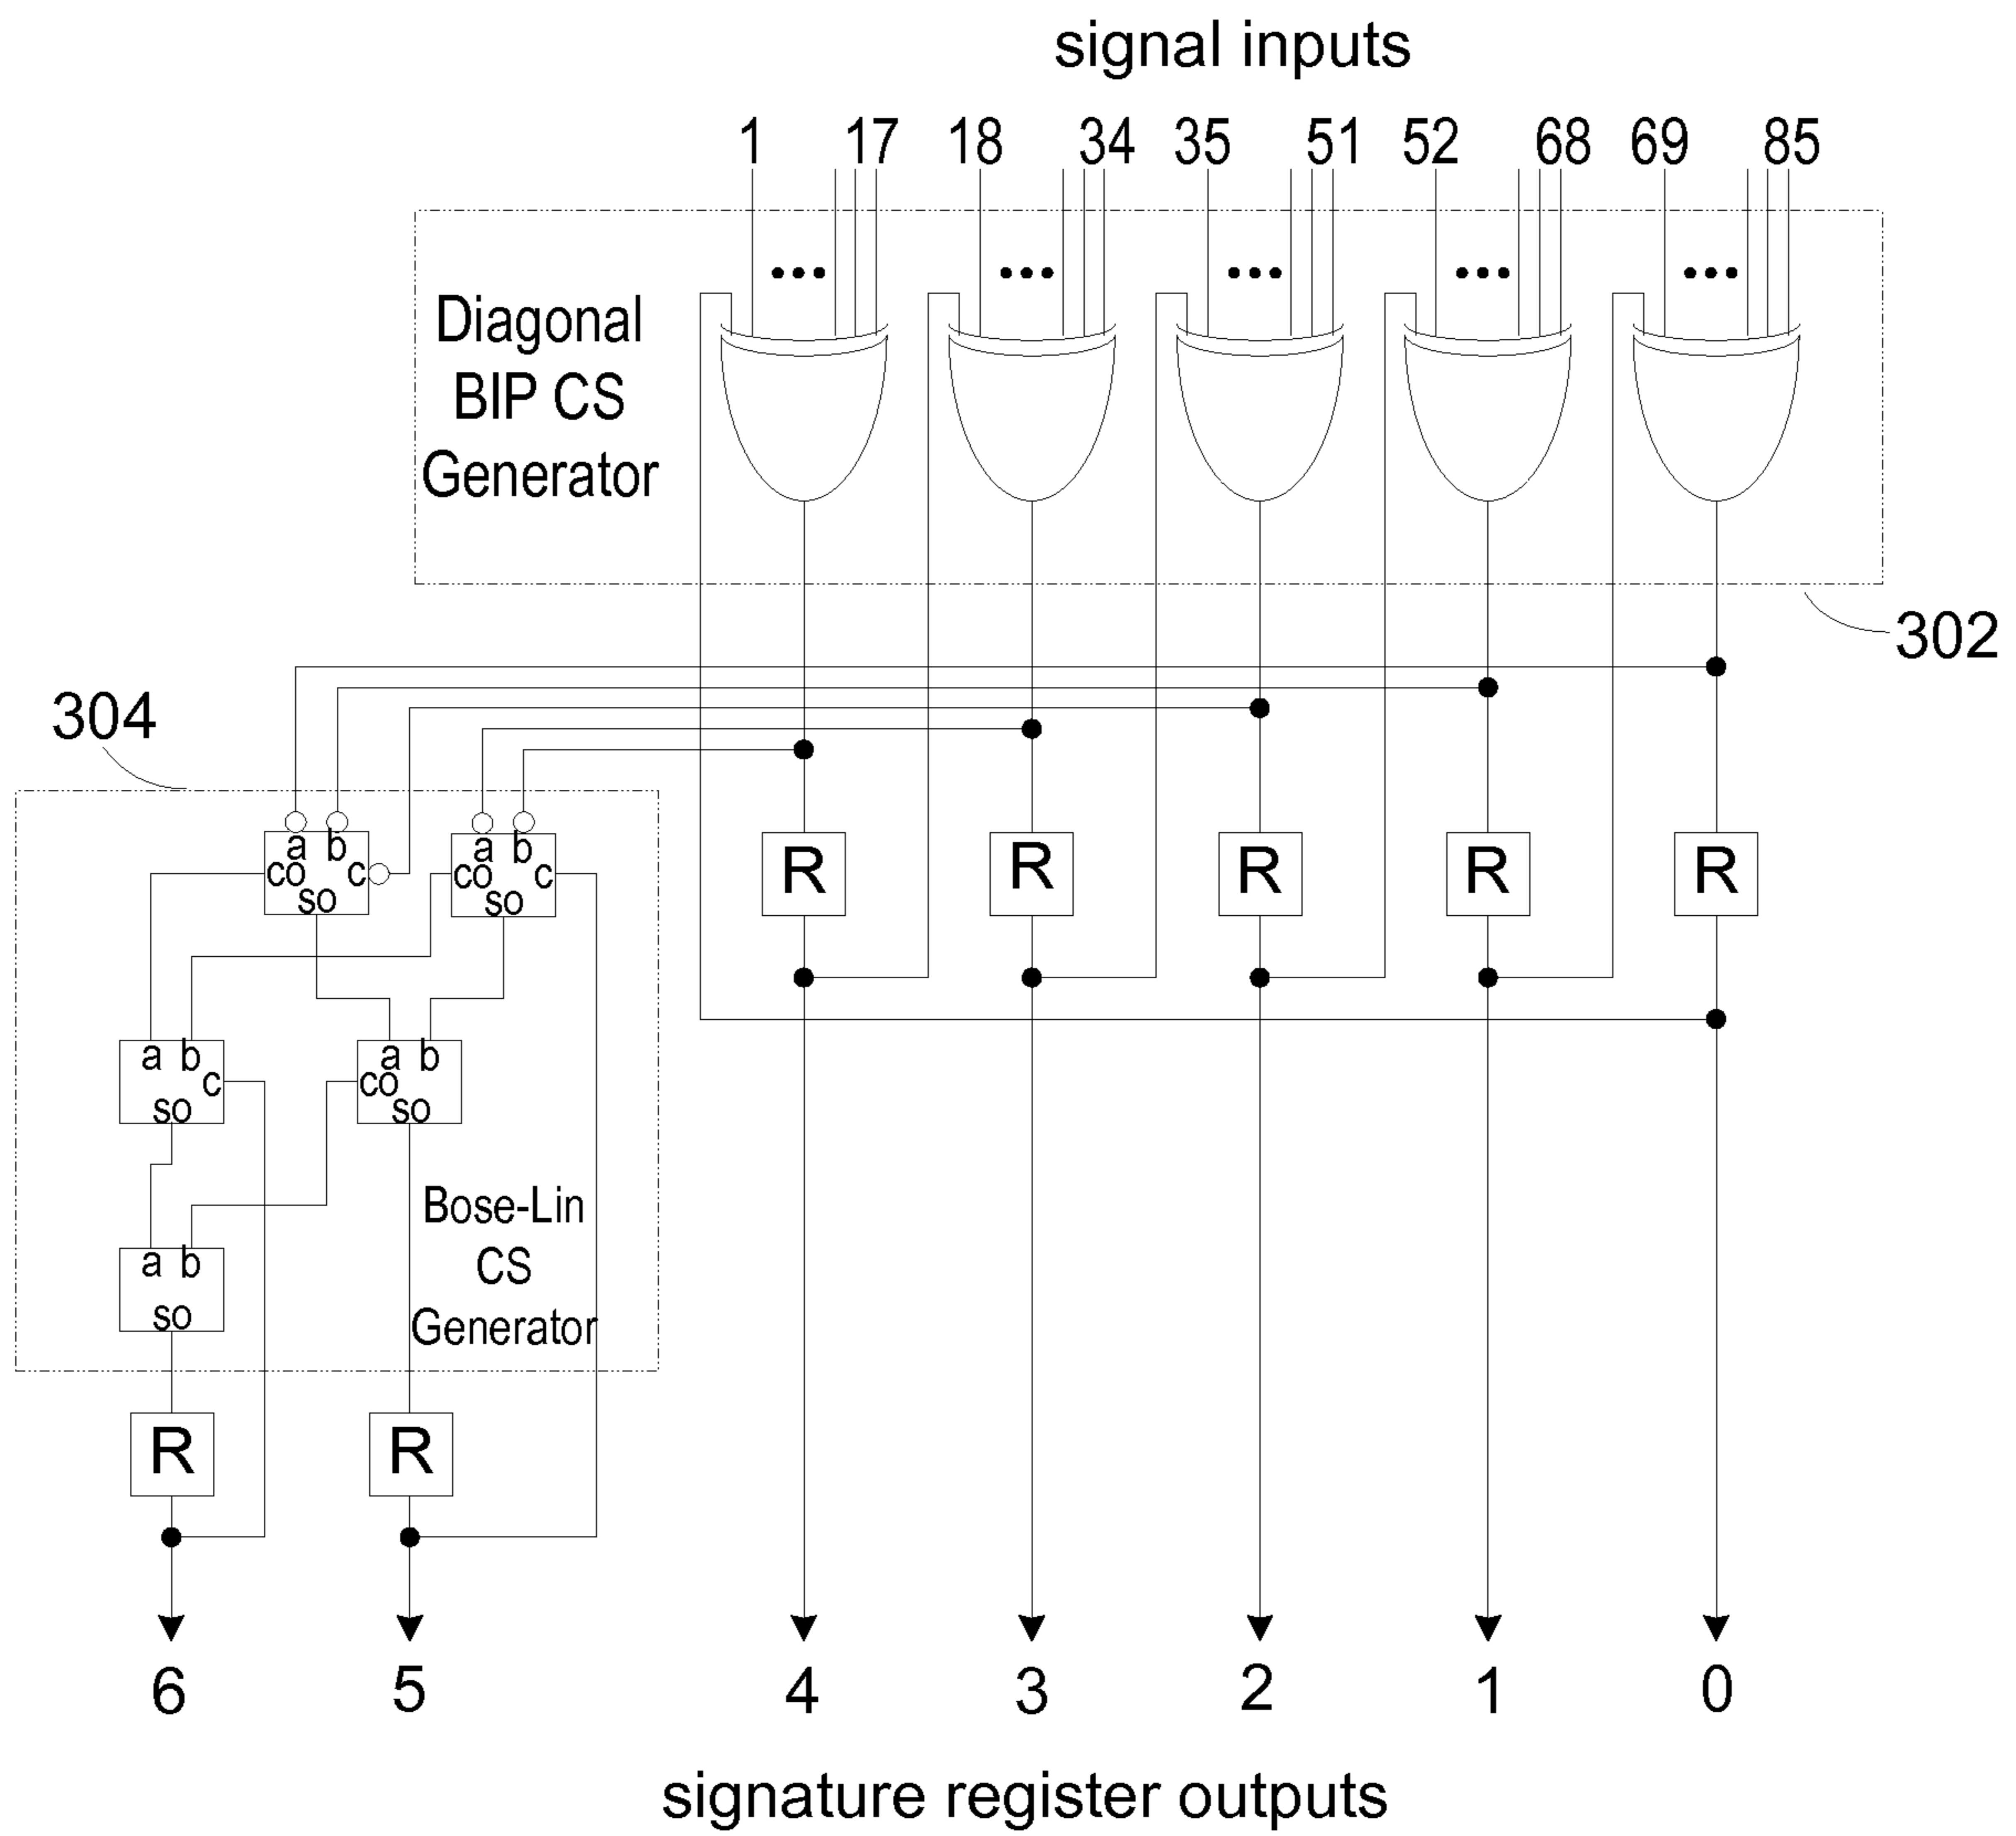 signal inputs
1 17 18 34 35 51 52 68 69 85
Diagonal
BIP CS
Generator
302
304
a b
co c
so
a b
co c
so
R R R R R
a b
c
so
a b
co
so
Bose-Lin
CS
Generator
a b
so
R R
6 5 4 3 2 1 0
signature register outputs